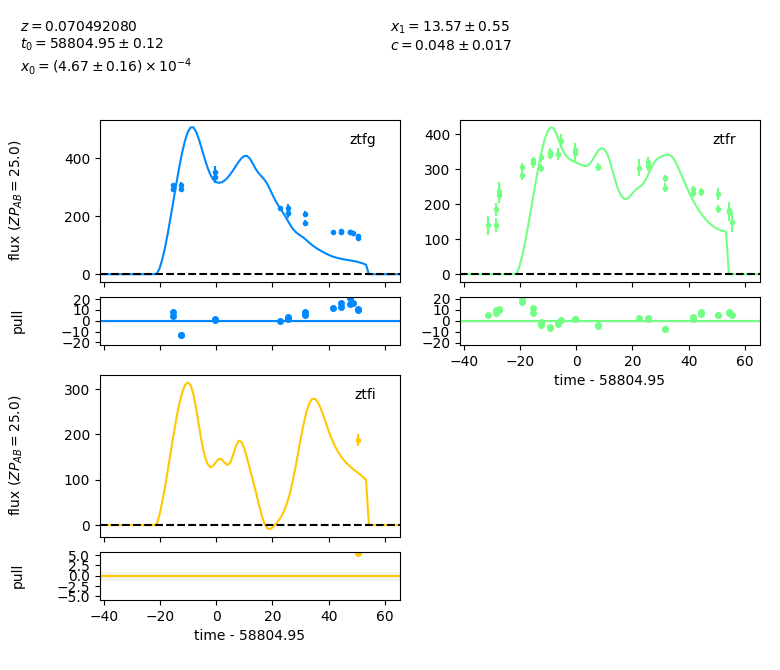 z = 0.070492080
t₀ = 58804.95 ± 0.12
x₀ = (4.67 ± 0.16) × 10⁻⁴
x₁ = 13.57 ± 0.55
c = 0.048 ± 0.017
ztfg
flux (ZP_AB = 25.0)
400
200
0
20
10
0
−10
−20
pull
ztfr
400
300
200
100
0
20
10
0
−10
−20
−40 −20 0 20 40 60
time - 58804.95
ztfi
flux (ZP_AB = 25.0)
300
200
100
0
5.0
2.5
0.0
−2.5
−5.0
pull
−40 −20 0 20 40 60
time - 58804.95